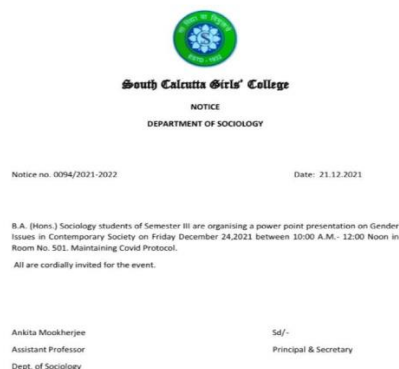 South Calcutta Girls' College
NOTICE
DEPARTMENT OF SOCIOLOGY
Notice no. 0094/2021-2022 Date: 21.12.2021
B.A. (Hons.) Sociology students of Semester III are organising a power point presentation on Gender
Issues in Contemporary Society on Friday December 24,2021 between 10:00 A.M.- 12:00 Noon in
Room No. 501. Maintaining Covid Protocol.
All are cordially invited for the event.
Ankita Mookherjee Sd/-
Assistant Professor Principal & Secretary
Dept. of Sociology